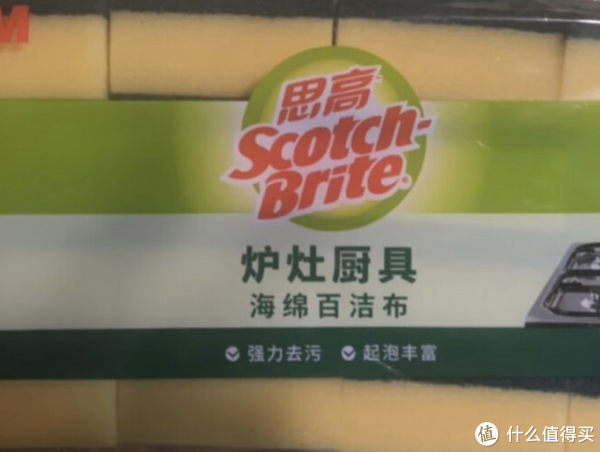 M
思高
Scotch-
Brite
炉灶厨具
海绵百洁布
强力去污 起泡丰富
值 什么值得买